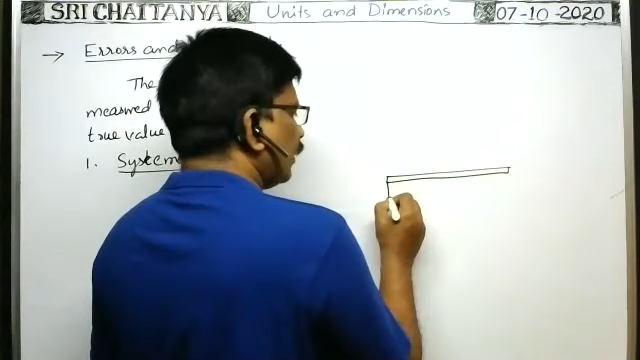 SRI CHAITANYA Units and Dimensions 07-10-2020
→ Errors and
The
measured
true value
1. System